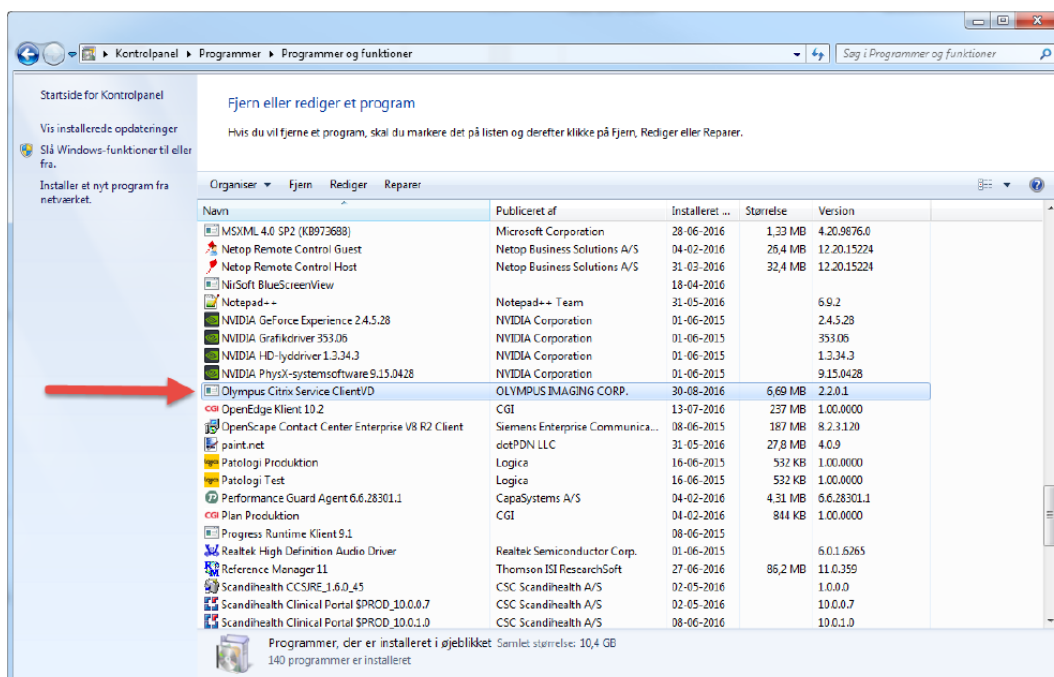 Kontrolpanel ▸ Programmer ▸ Programmer og funktioner
Søg i Programmer og funktioner
Startside for Kontrolpanel
Vis installerede opdateringer
Slå Windows-funktioner til eller
fra.
Installer et nyt program fra
netværket.
Fjern eller rediger et program
Hvis du vil fjerne et program, skal du markere det på listen og derefter klikke på Fjern, Rediger eller Reparer.
Organiser Fjern Rediger Reparer
Navn Publiceret af Installeret ... Størrelse Version
MSXML 4.0 SP2 (KB973688) Microsoft Corporation 28-06-2016 1,33 MB 4.20.9876.0
Netop Remote Control Guest Netop Business Solutions A/S 04-02-2016 26,4 MB 12.20.15224
Netop Remote Control Host Netop Business Solutions A/S 31-03-2016 32,4 MB 12.20.15224
NirSoft BlueScreenView 18-04-2016
Notepad++ Notepad++ Team 31-05-2016 6.9.2
NVIDIA GeForce Experience 2.4.5.28 NVIDIA Corporation 01-06-2015 2.4.5.28
NVIDIA Grafikdriver 353.06 NVIDIA Corporation 01-06-2015 353.06
NVIDIA HD-lyddriver 1.3.34.3 NVIDIA Corporation 01-06-2015 1.3.34.3
NVIDIA PhysX-systemsoftware 9.15.0428 NVIDIA Corporation 01-06-2015 9.15.0428
Olympus Citrix Service ClientVD OLYMPUS IMAGING CORP. 30-08-2016 6,69 MB 2.2.0.1
CGI OpenEdge Klient 10.2 CGI 13-07-2016 237 MB 1.00.0000
OpenScape Contact Center Enterprise V8 R2 Client Siemens Enterprise Communica... 08-06-2015 187 MB 8.2.3.120
paint.net dotPDN LLC 31-05-2016 27,8 MB 4.0.9
Patologi Produktion Logica 16-06-2015 532 KB 1.00.0000
Patologi Test Logica 16-06-2015 532 KB 1.00.0000
Performance Guard Agent 6.6.28301.1 CapaSystems A/S 04-02-2016 4,31 MB 6.6.28301.1
CGI Plan Produktion CGI 04-02-2016 844 KB 1.00.0000
Progress Runtime Klient 9.1 08-06-2015
Realtek High Definition Audio Driver Realtek Semiconductor Corp. 01-06-2015 6.0.1.6265
Reference Manager 11 Thomson ISI ResearchSoft 27-06-2016 86,2 MB 11.0.359
Scandihealth CCSJRE_1.6.0_45 CSC Scandihealth A/S 02-05-2016 1.0.0.0
Scandihealth Clinical Portal $PROD_10.0.0.7 CSC Scandihealth A/S 02-05-2016 10.0.0.7
Scandihealth Clinical Portal $PROD_10.0.1.0 CSC Scandihealth A/S 08-06-2016 10.0.1.0
Programmer, der er installeret i øjeblikket Samlet størrelse: 10,4 GB
140 programmer er installeret